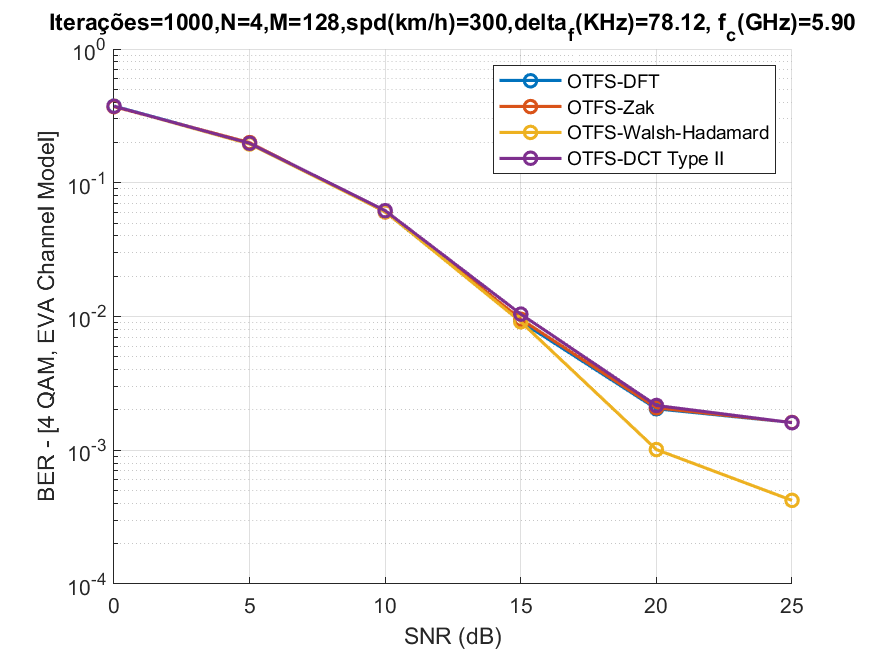 Iterações=1000,N=4,M=128,spd(km/h)=300,delta_f(KHz)=78.12, f_c(GHz)=5.90
10^0
10^-1
10^-2
10^-3
10^-4
BER - [4 QAM, EVA Channel Model]
OTFS-DFT
OTFS-Zak
OTFS-Walsh-Hadamard
OTFS-DCT Type II
0 5 10 15 20 25
SNR (dB)